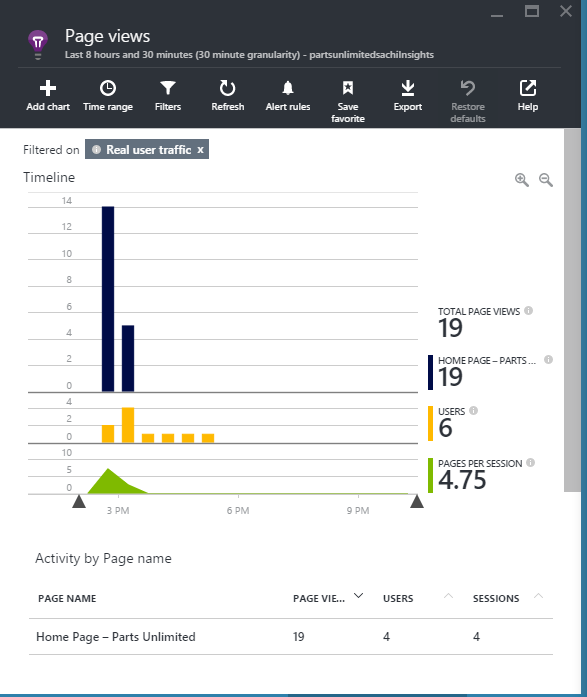 Page views
Last 8 hours and 30 minutes (30 minute granularity) - partsunlimitedsachiInsights
Add chart Time range Filters Refresh Alert rules Save favorite Export Restore defaults Help
Filtered on Real user traffic x
Timeline
14
12
10
8
6
4
2
0
4
2
0
10
5
0
3 PM 6 PM 9 PM
TOTAL PAGE VIEWS
19
HOME PAGE – PARTS ...
19
USERS
6
PAGES PER SESSION
4.75
Activity by Page name
PAGE NAME PAGE VIE... USERS SESSIONS
Home Page – Parts Unlimited 19 4 4